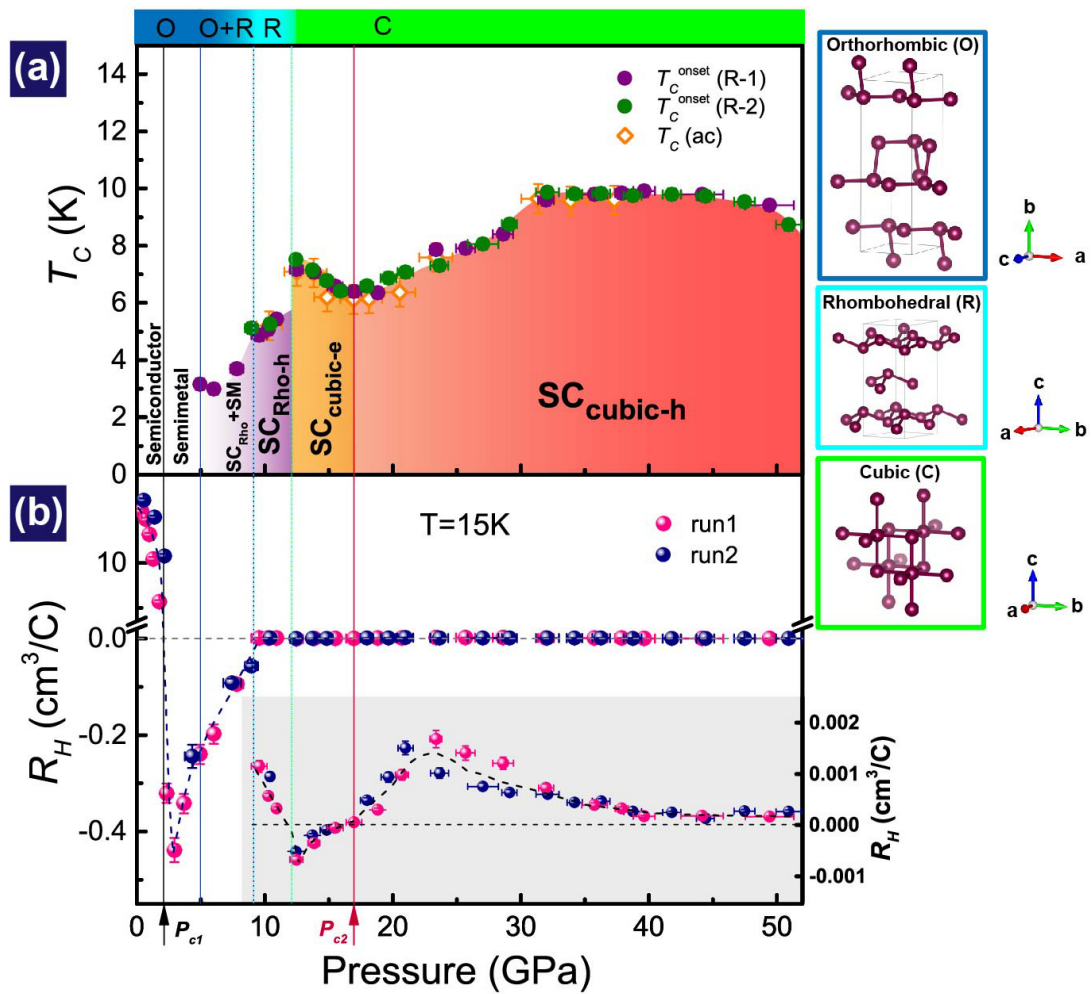 O O+R R C
(a)
14
12
10
8
6
4
2
0
T_C (K)
T_C^onset (R-1)
T_C^onset (R-2)
T_C (ac)
Semiconductor
Semimetal
SC_Rho+SM
SC_Rho-h
SC_cubic-e
SC_cubic-h
Orthorhombic (O)
b
c a
Rhombohedral (R)
c
a b
Cubic (C)
c
a b
(b)
T=15K
run1
run2
10
0.0
-0.2
-0.4
R_H (cm³/C)
0.002
0.001
0.000
-0.001
R_H (cm³/C)
0 10 20 30 40 50
P_c1 P_c2
Pressure (GPa)